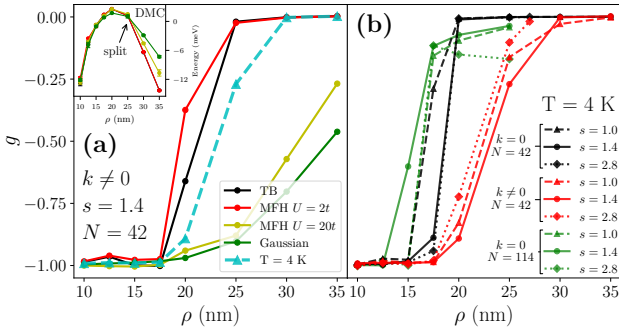 DMC
split
0
−4
−8
−12
Energy (meV)
10 15 20 25 30 35
ρ (nm)
0.00
−0.25
−0.50
−0.75
−1.00
g
(a)
k ≠ 0
s = 1.4
N = 42
TB
MFH U = 2t
MFH U = 20t
Gaussian
T = 4 K
10 15 20 25 30 35
ρ (nm)
(b)
T = 4 K
k = 0
N = 42
s = 1.0
s = 1.4
s = 2.8
k ≠ 0
N = 42
s = 1.0
s = 1.4
s = 2.8
k = 0
N = 114
s = 1.0
s = 1.4
s = 2.8
10 15 20 25 30 35
ρ (nm)